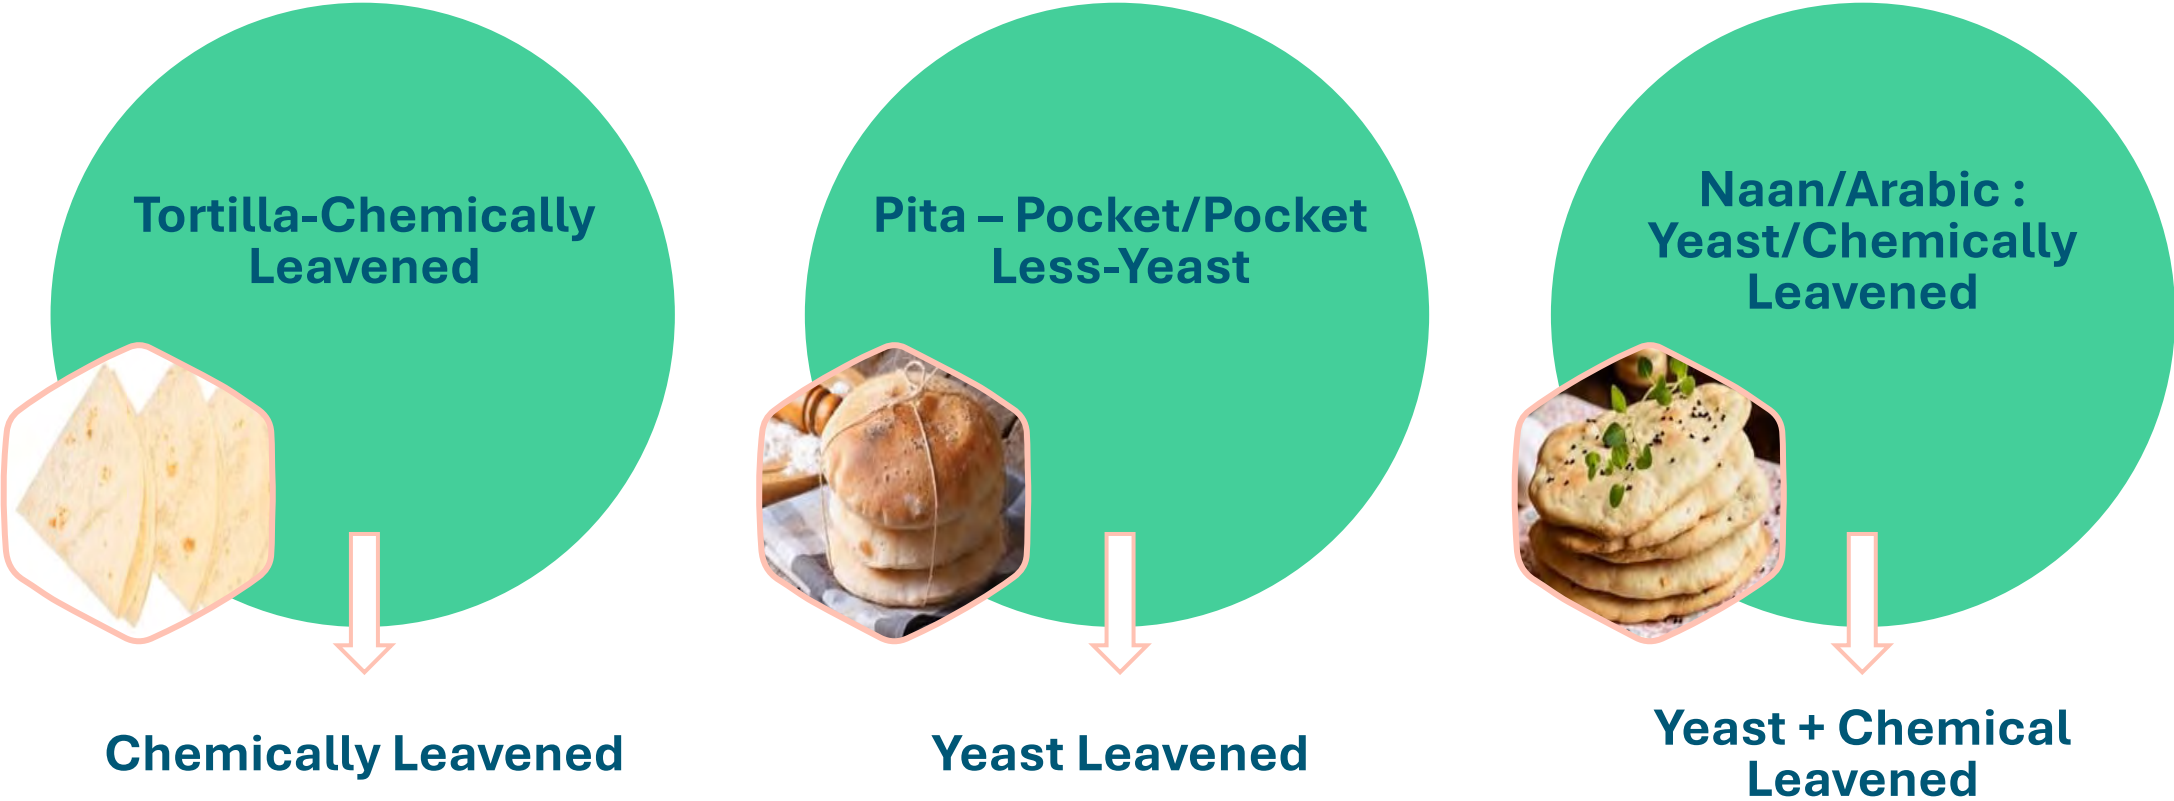 Tortilla-Chemically
Leavened
Pita – Pocket/Pocket
Less-Yeast
Naan/Arabic :
Yeast/Chemically
Leavened
Chemically Leavened
Yeast Leavened
Yeast + Chemical
Leavened